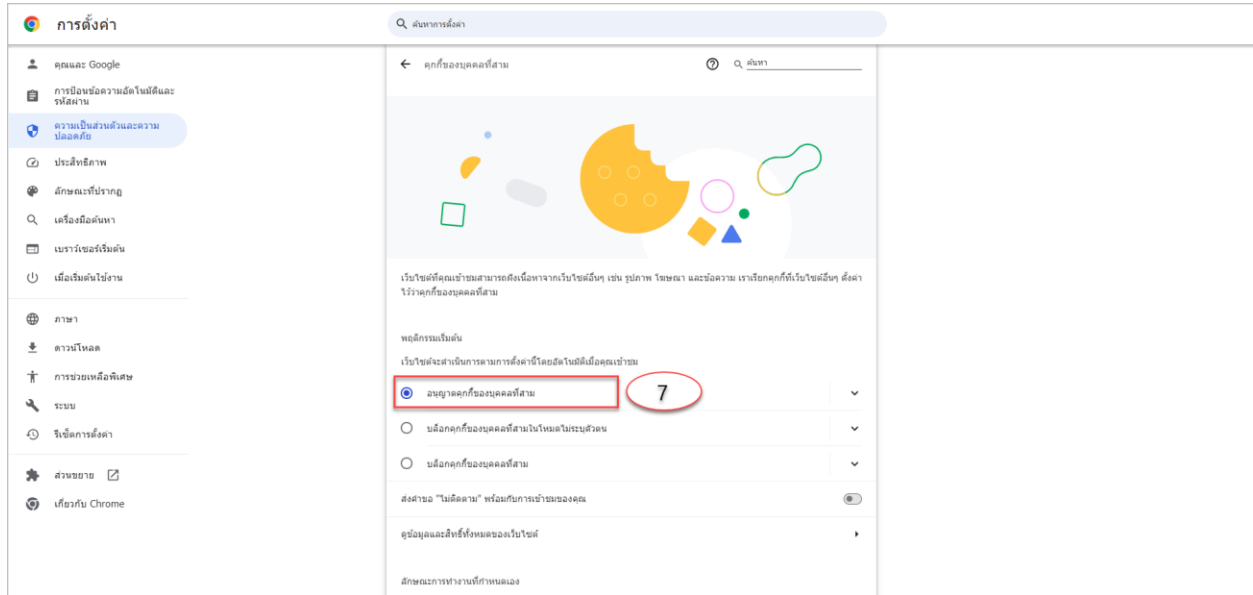 การตั้งค่า
ค้นหาการตั้งค่า
คุณและ Google
การป้อนข้อความอัตโนมัติและ
รหัสผ่าน
ความเป็นส่วนตัวและความ
ปลอดภัย
ประสิทธิภาพ
ลักษณะที่ปรากฏ
เครื่องมือค้นหา
เบราว์เซอร์เริ่มต้น
เมื่อเริ่มต้นใช้งาน
ภาษา
ดาวน์โหลด
การช่วยเหลือพิเศษ
ระบบ
รีเซ็ตการตั้งค่า
ส่วนขยาย
เกี่ยวกับ Chrome
คุกกี้ของบุคคลที่สาม
ค้นหา
เว็บไซต์ที่คุณเข้าชมสามารถดึงเนื้อหาจากเว็บไซต์อื่นๆ เช่น รูปภาพ โฆษณา และข้อความ เราเรียกคุกกี้ที่เว็บไซต์อื่นๆ ตั้งค่า
ไว้ว่าคุกกี้ของบุคคลที่สาม
พฤติกรรมเริ่มต้น
เว็บไซต์จะดำเนินการตามการตั้งค่านี้โดยอัตโนมัติเมื่อคุณเข้าชม
อนุญาตคุกกี้ของบุคคลที่สาม
7
บล็อกคุกกี้ของบุคคลที่สามในโหมดไม่ระบุตัวตน
บล็อกคุกกี้ของบุคคลที่สาม
ส่งคำขอ "ไม่ติดตาม" พร้อมกับการเข้าชมของคุณ
ดูข้อมูลและสิทธิ์ทั้งหมดของเว็บไซต์
ลักษณะการทำงานที่กำหนดเอง